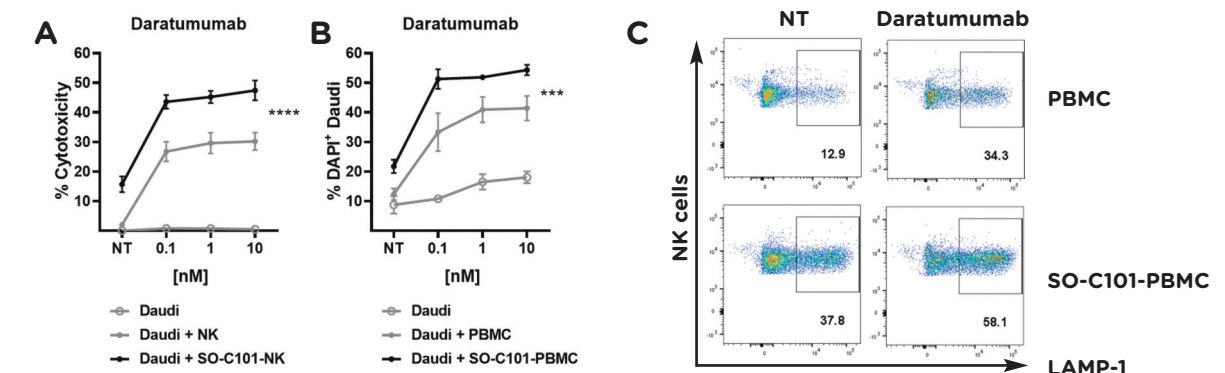 A
Daratumumab
% Cytotoxicity
60
50
40
30
20
10
NT 0.1 1 10
[nM]
****
Daudi
Daudi + NK
Daudi + SO-C101-NK
B
Daratumumab
% DAPI+ Daudi
60
50
40
30
20
10
NT 0.1 1 10
[nM]
***
Daudi
Daudi + PBMC
Daudi + SO-C101-PBMC
C
NT Daratumumab
NK cells
12.9
34.3
PBMC
37.8
58.1
SO-C101-PBMC
LAMP-1